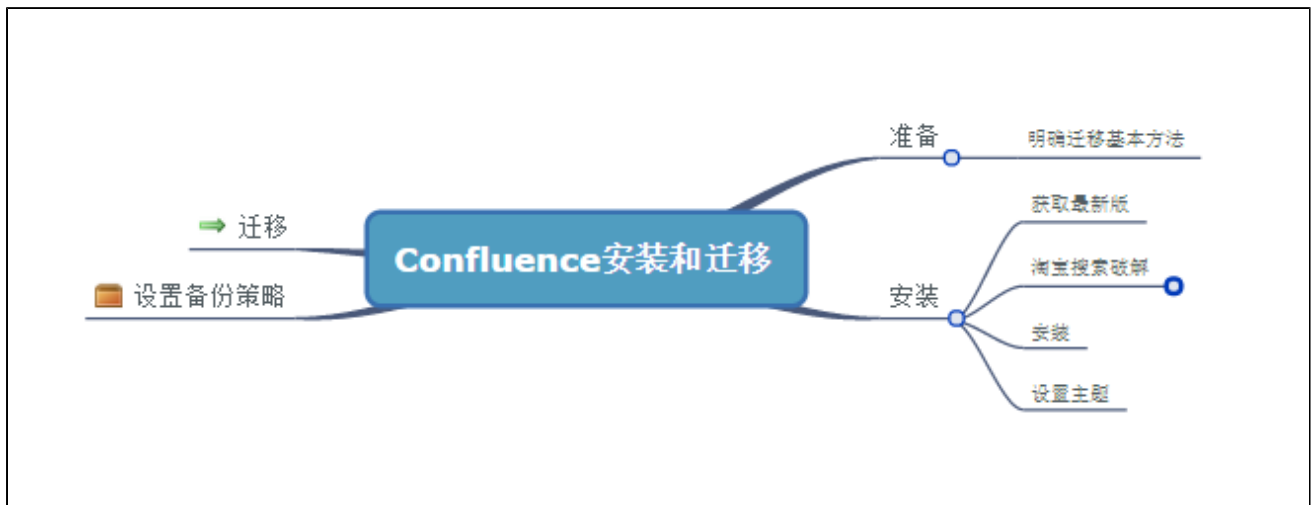 准备
明确迁移基本方法
获取最新版
迁移
Confluence安装和迁移
淘宝搜索破解
设置备份策略
安装
安装
设置主题